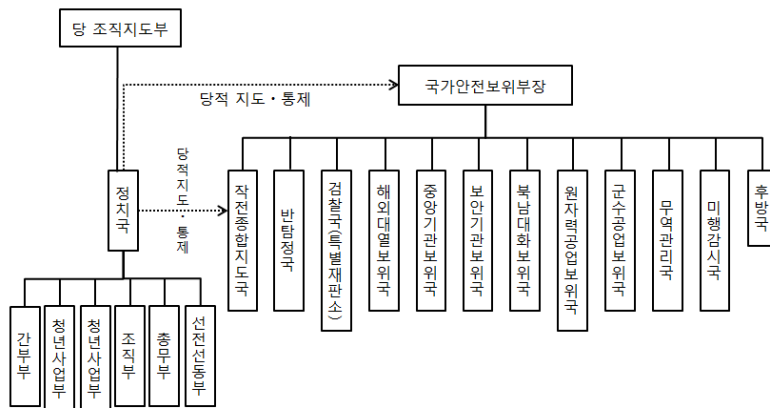 당 조직지도부
국가안전보위부장
당적 지도・통제
당적지도・통제
정치국
작전종합지도국
반탐정국
검찰국(특별재판소)
해외대열보위국
중앙기관보위국
보안기관보위국
북남대화보위국
원자력공업보위국
군수공업보위국
무역관리국
미행감시국
후방국
간부부
청년사업부
청년사업부
조직부
총무부
선전선동부